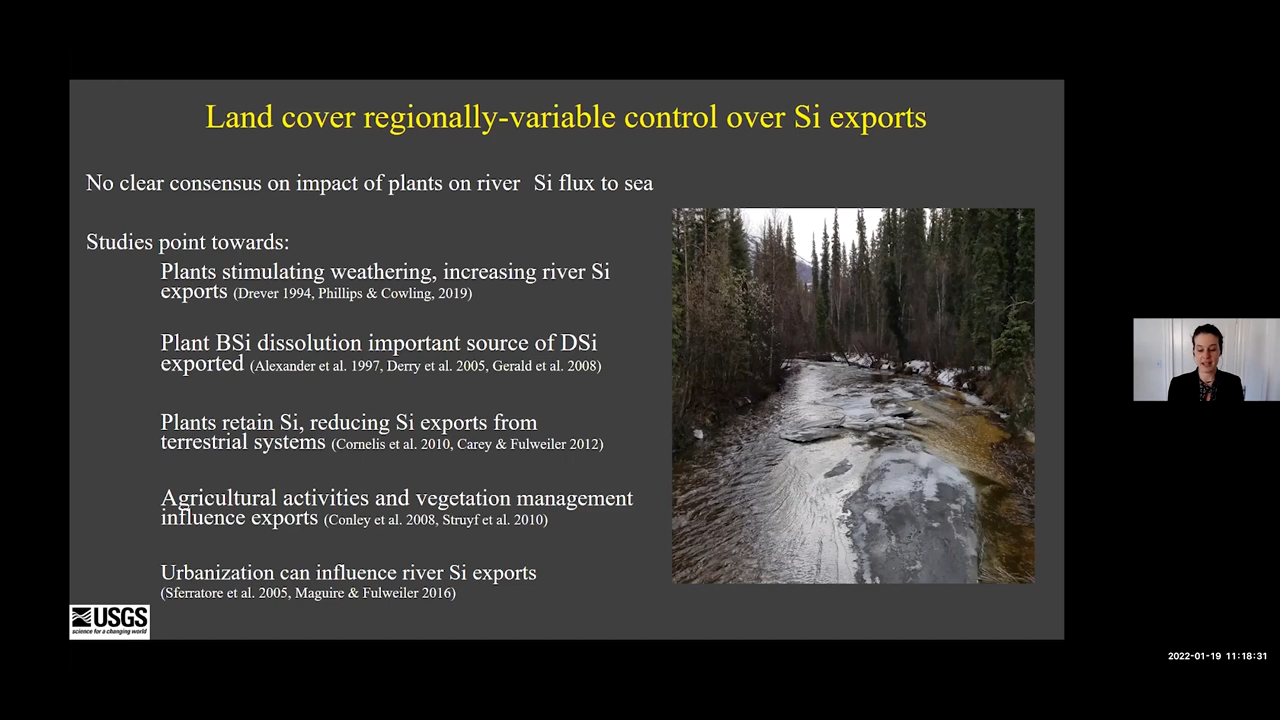 Land cover regionally-variable control over Si exports
No clear consensus on impact of plants on river Si flux to sea
Studies point towards:
Plants stimulating weathering, increasing river Si
exports (Drever 1994, Phillips & Cowling, 2019)
Plant BSi dissolution important source of DSi
exported (Alexander et al. 1997, Derry et al. 2005, Gerald et al. 2008)
Plants retain Si, reducing Si exports from
terrestrial systems (Cornelis et al. 2010, Carey & Fulweiler 2012)
Agricultural activities and vegetation management
influence exports (Conley et al. 2008, Struyf et al. 2010)
Urbanization can influence river Si exports
(Sferratore et al. 2005, Maguire & Fulweiler 2016)
USGS
science for a changing world
2022-01-19 11:18:31